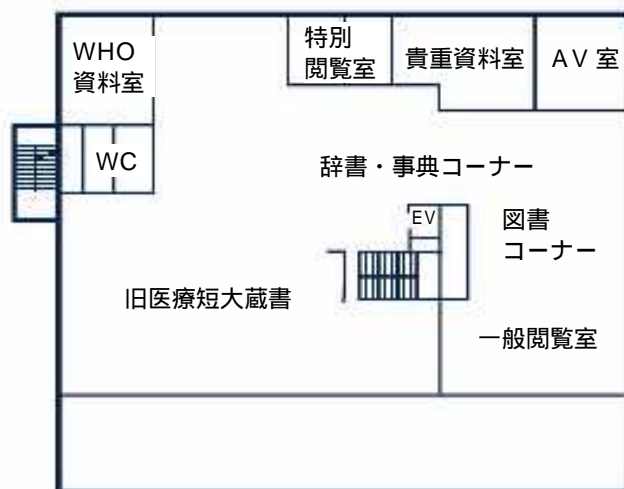 WHO
資料室
特別
閲覧室
貴重資料室
AV室
WC
辞書・事典コーナー
EV
図書
コーナー
旧医療短大蔵書
一般閲覧室